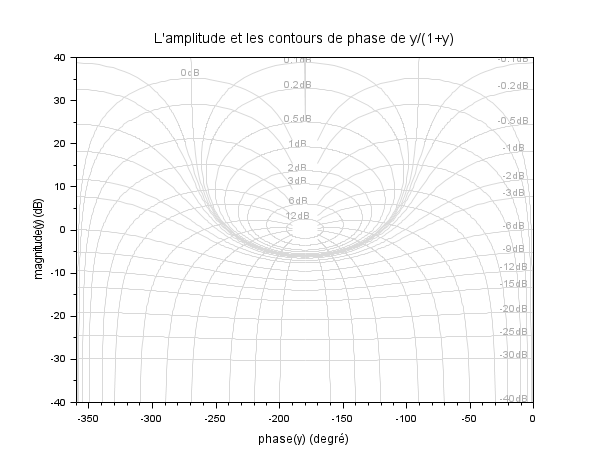 L'amplitude et les contours de phase de y/(1+y)
40
30
20
10
0
-10
-20
-30
-40
magnitude(y) (dB)
0dB
0.1dB
0.2dB
0.5dB
1dB
2dB
3dB
6dB
12dB
-0.1dB
-0.2dB
-0.5dB
-1dB
-2dB
-3dB
-6dB
-9dB
-12dB
-15dB
-20dB
-25dB
-30dB
-40dB
-350
-300
-250
-200
-150
-100
-50
0
phase(y) (degré)